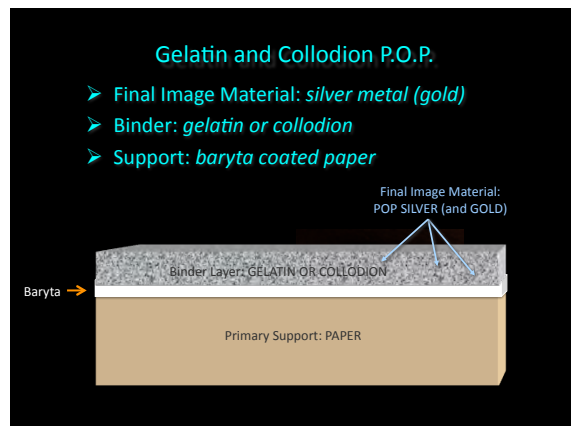 Gelatin and Collodion P.O.P.
➢ Final Image Material: silver metal (gold)
➢ Binder: gelatin or collodion
➢ Support: baryta coated paper
Final Image Material:
POP SILVER (and GOLD)
Binder Layer: GELATIN OR COLLODION
Baryta
Primary Support: PAPER